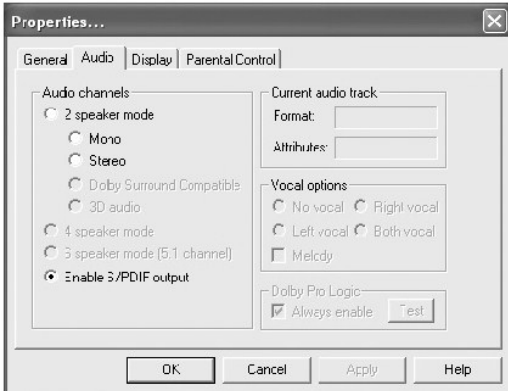 Properties...
General Audio Display Parental Control
Audio channels
2 speaker mode
Mono
Stereo
Dolby Surround Compatible
3D audio
4 speaker mode
6 speaker mode (5.1 channel)
Enable S/PDIF output
Current audio track
Format:
Attributes:
Vocal options
No vocal Right vocal
Left vocal Both vocal
Melody
Dolby Pro Logic
Always enable Test
OK Cancel Apply Help